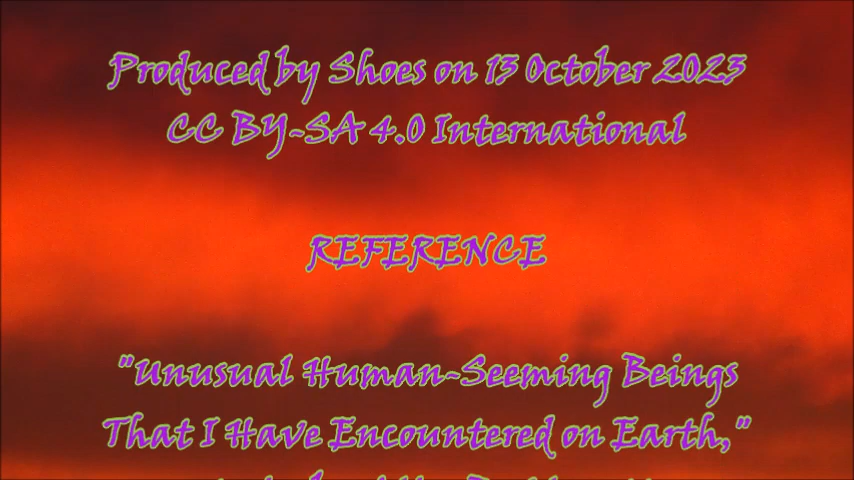 Produced by Shoes on 13 October 2023
CC BY-SA 4.0 International
REFERENCE
"Unusual Human-Seeming Beings
That I Have Encountered on Earth,"